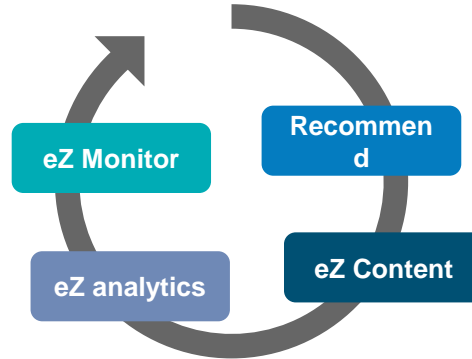 Recommen
d
eZ Monitor
eZ Content
eZ analytics